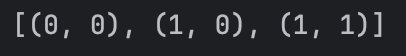 [(0, 0), (1, 0), (1, 1)]